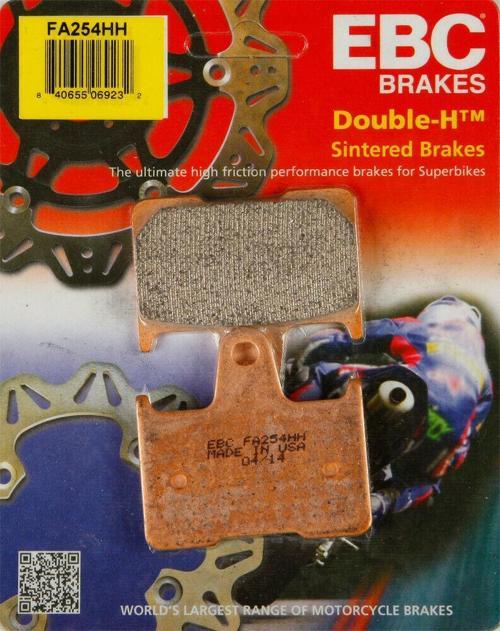 FA254HH
8 40655 06923 2
EBC
BRAKES
Double-H™
Sintered Brakes
The ultimate high friction performance brakes for Superbikes
EBC FA254HH
MADE IN USA
04/14
WORLD'S LARGEST RANGE OF MOTORCYCLE BRAKES